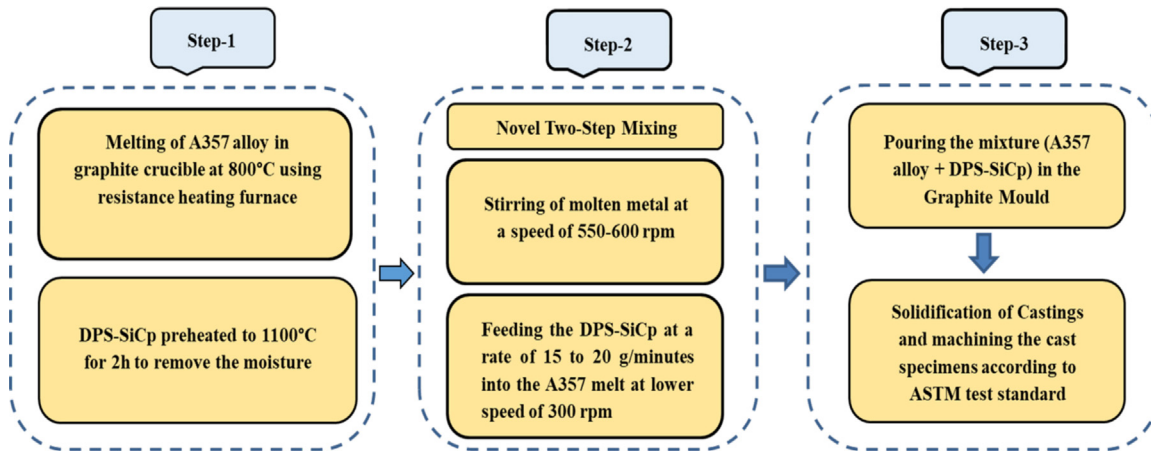 Step-1
Melting of A357 alloy in
graphite crucible at 800°C using
resistance heating furnace
DPS-SiCp preheated to 1100°C
for 2h to remove the moisture
Step-2
Novel Two-Step Mixing
Stirring of molten metal at
a speed of 550-600 rpm
Feeding the DPS-SiCp at a
rate of 15 to 20 g/minutes
into the A357 melt at lower
speed of 300 rpm
Step-3
Pouring the mixture (A357
alloy + DPS-SiCp) in the
Graphite Mould
Solidification of Castings
and machining the cast
specimens according to
ASTM test standard